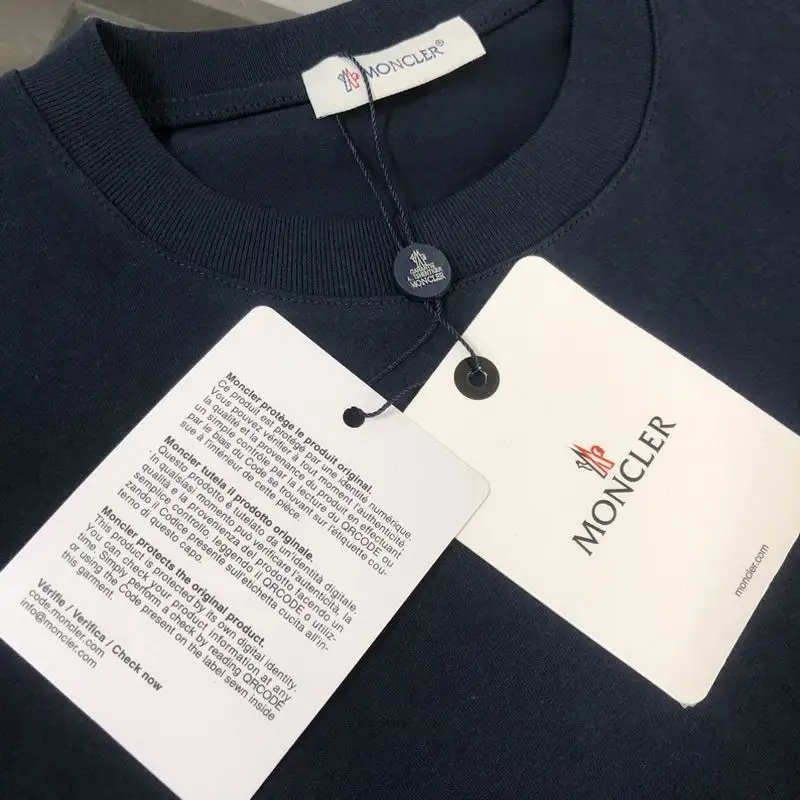 MONCLER®
GARANTIE
A. IDENTIQUE
MONCLER
Moncler protège le produit original.
Ce produit est protégé par une identité numérique.
Vous pouvez vérifier à tout moment l'authenticité,
la qualité et la provenance du produit en effectuant
un simple contrôle par la lecture du QRCODE ou
par le biais du Code se trouvant sur l'étiquette cou-
sue à l'intérieur de cette pièce.
Moncler tutela il prodotto originale.
Questo prodotto è tutelato da un'identità digitale.
In qualsiasi momento può verificare l'autenticità, la
qualità e la provenienza del prodotto facendo un
semplice controllo, leggendo il QRCODE o utiliz-
zando il Codice presente sull'etichetta cucita all'in-
terno di questo capo.
Moncler protects the original product.
This product is protected by its own digital identity.
You can check your product information at any
time. Simply perform a check by reading QRCODE
or using the Code present on the label sewn inside
this garment.
Vérifie / Verifica / Check now
code.moncler.com
info@moncler.com
MONCLER
moncler.com